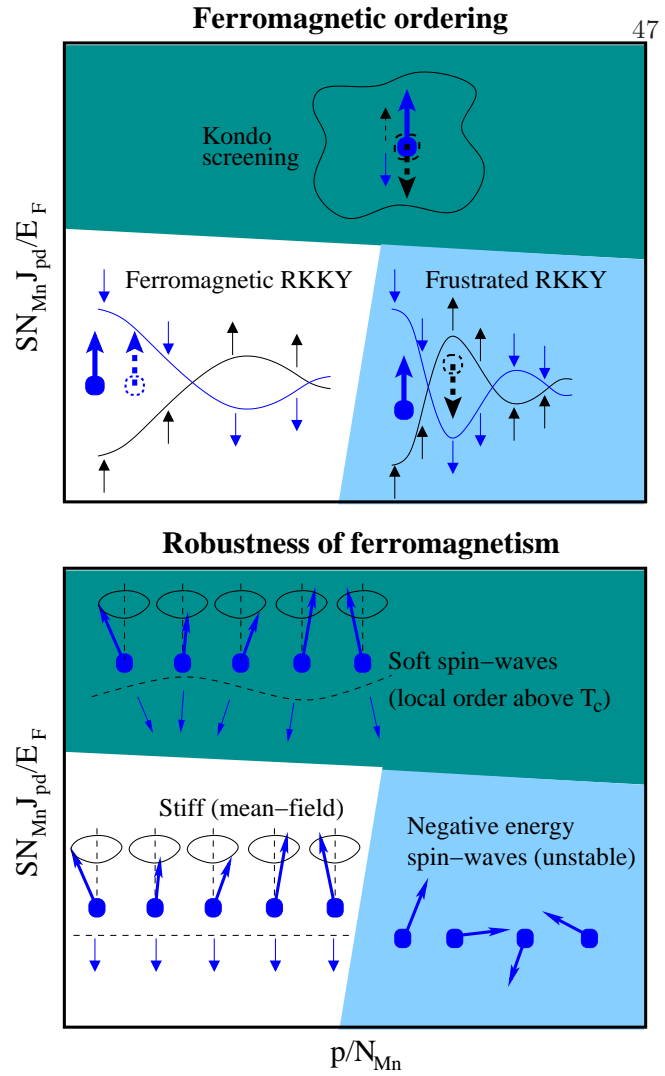 Ferromagnetic ordering
47
Kondo
screening
SN_Mn J_pd/E_F
Ferromagnetic RKKY
Frustrated RKKY
Robustness of ferromagnetism
Soft spin−waves
(local order above T_c)
SN_Mn J_pd/E_F
Stiff (mean−field)
Negative energy
spin−waves (unstable)
p/N_Mn